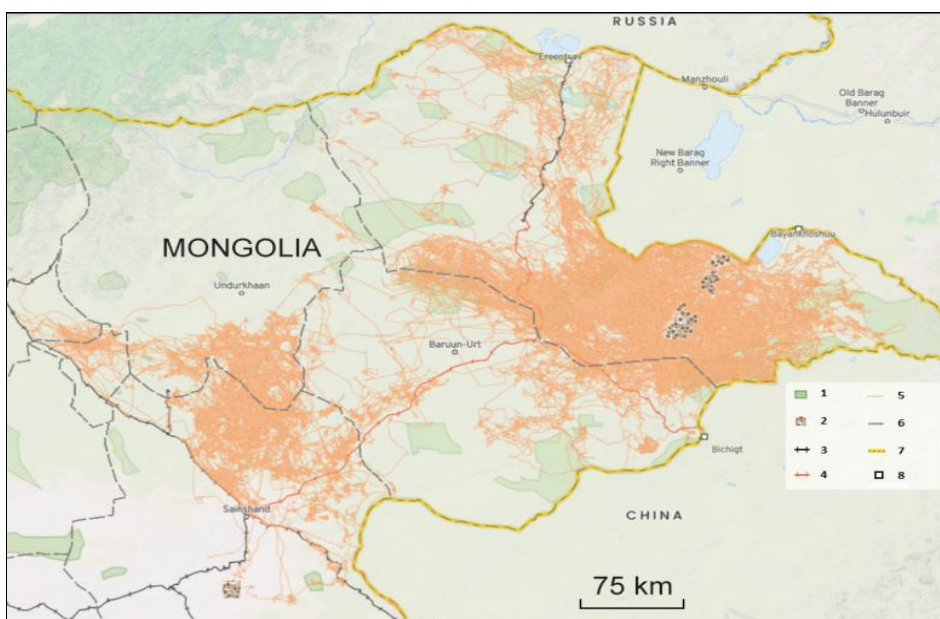 RUSSIA
Ereentsav
Manzhouli
Old Barag
Banner
Hulunbuir
New Barag
Right Banner
Bayankhoshuu
MONGOLIA
Undurkhaan
Baruun-Urt
1
5
2
6
3
7
4
8
Bichigt
Sainshand
CHINA
75 km